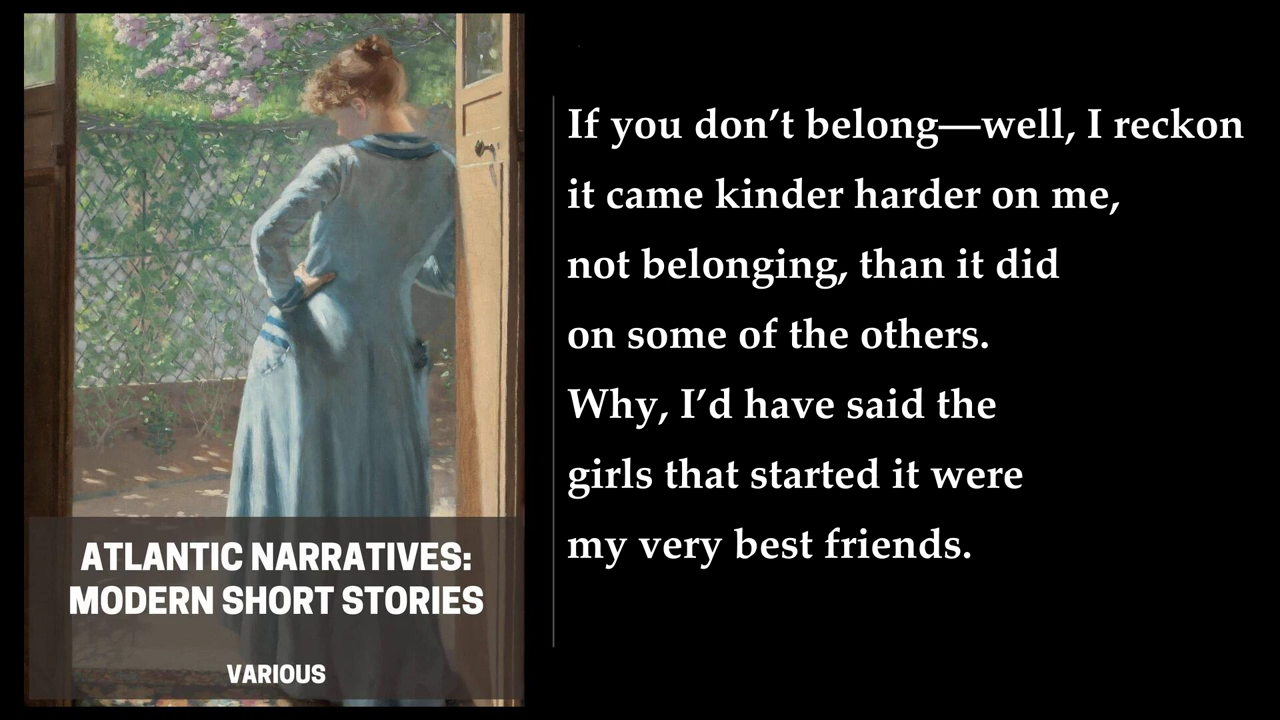 If you don’t belong—well, I reckon
it came kinder harder on me,
not belonging, than it did
on some of the others.
Why, I’d have said the
girls that started it were
my very best friends.
ATLANTIC NARRATIVES:
MODERN SHORT STORIES
VARIOUS